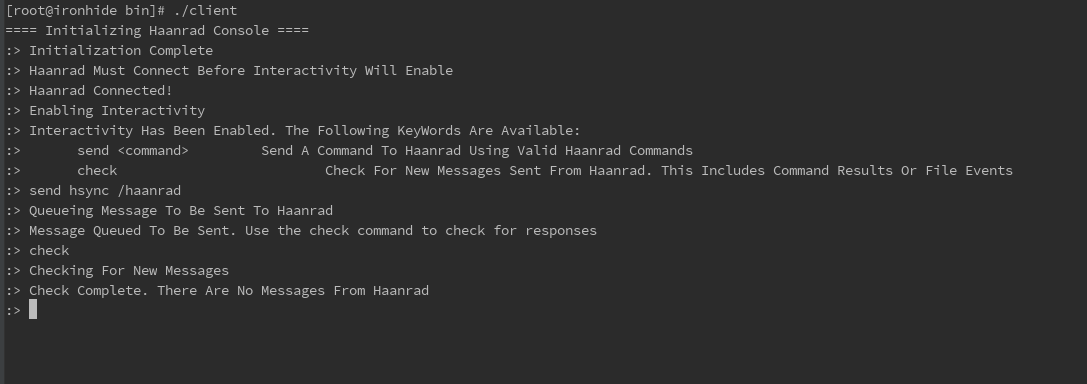 [root@ironhide bin]# ./client
==== Initializing Haanrad Console ====
:> Initialization Complete
:> Haanrad Must Connect Before Interactivity Will Enable
:> Haanrad Connected!
:> Enabling Interactivity
:> Interactivity Has Been Enabled. The Following KeyWords Are Available:
:>       send <command>         Send A Command To Haanrad Using Valid Haanrad Commands
:>       check                          Check For New Messages Sent From Haanrad. This Includes Command Results Or File Events
:> send hsync /haanrad
:> Queueing Message To Be Sent To Haanrad
:> Message Queued To Be Sent. Use the check command to check for responses
:> check
:> Checking For New Messages
:> Check Complete. There Are No Messages From Haanrad
:>